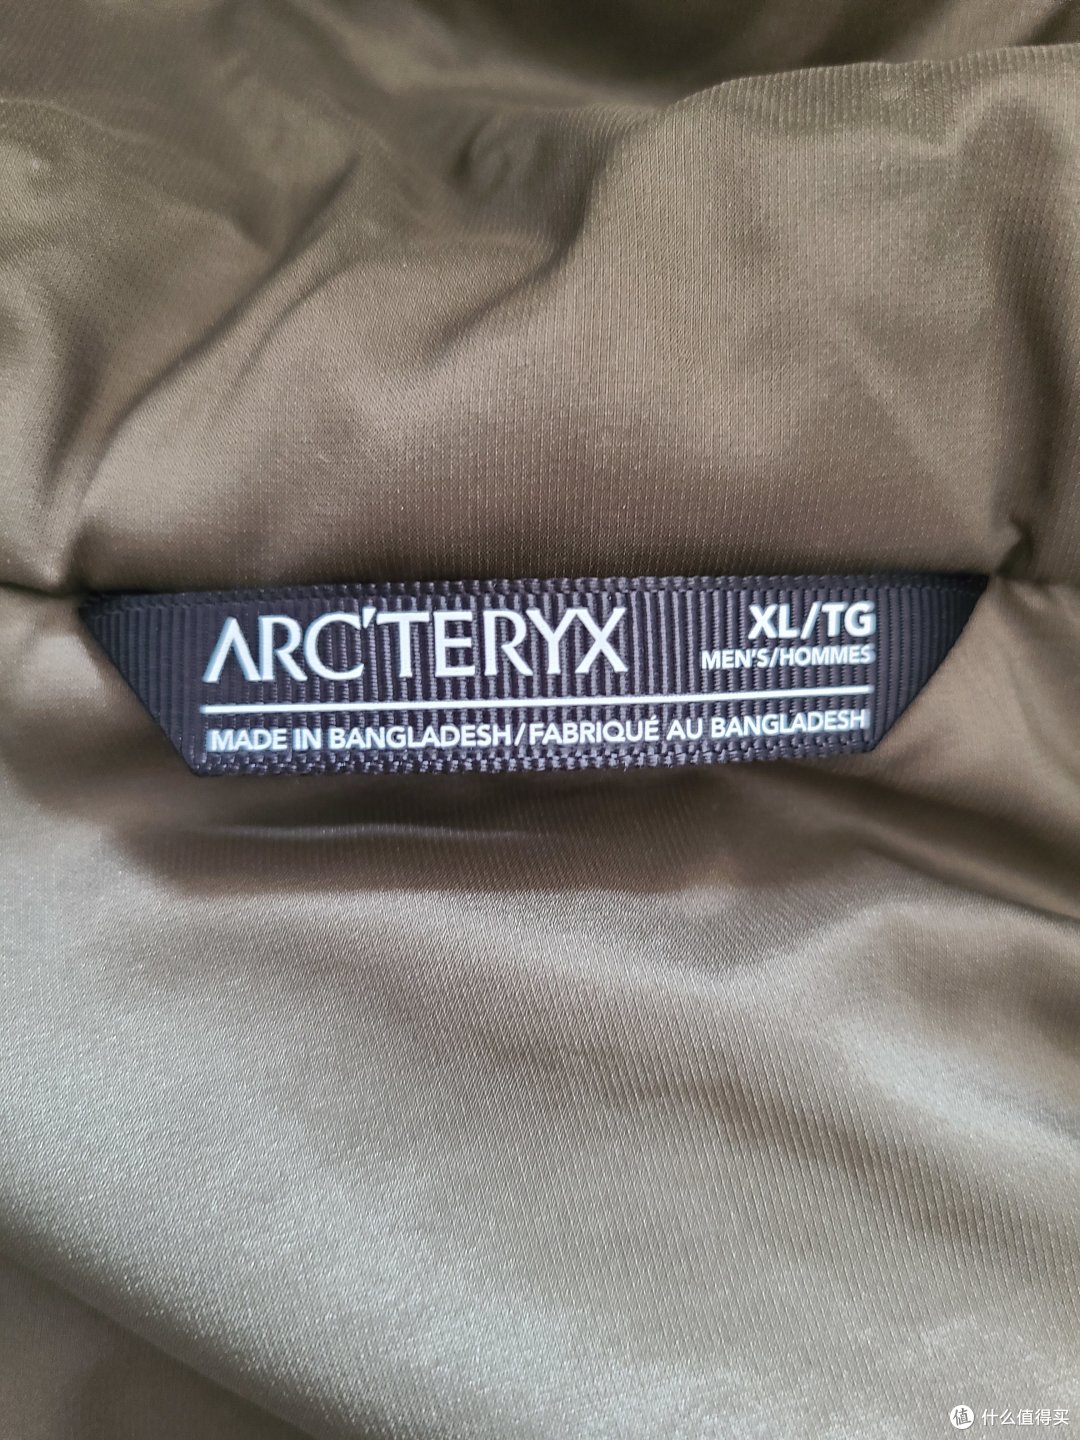 ARC'TERYX
XL/TG
MEN'S/HOMMES
MADE IN BANGLADESH/FABRIQUÉ AU BANGLADESH
值 什么值得买